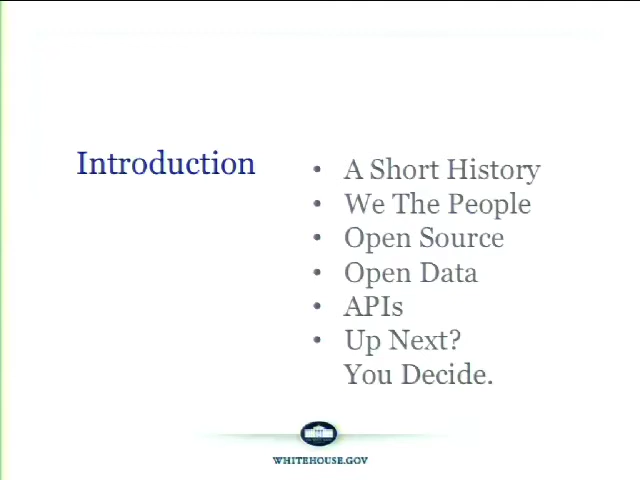 Introduction
• A Short History
• We The People
• Open Source
• Open Data
• APIs
• Up Next?
You Decide.
WHITEHOUSE.GOV